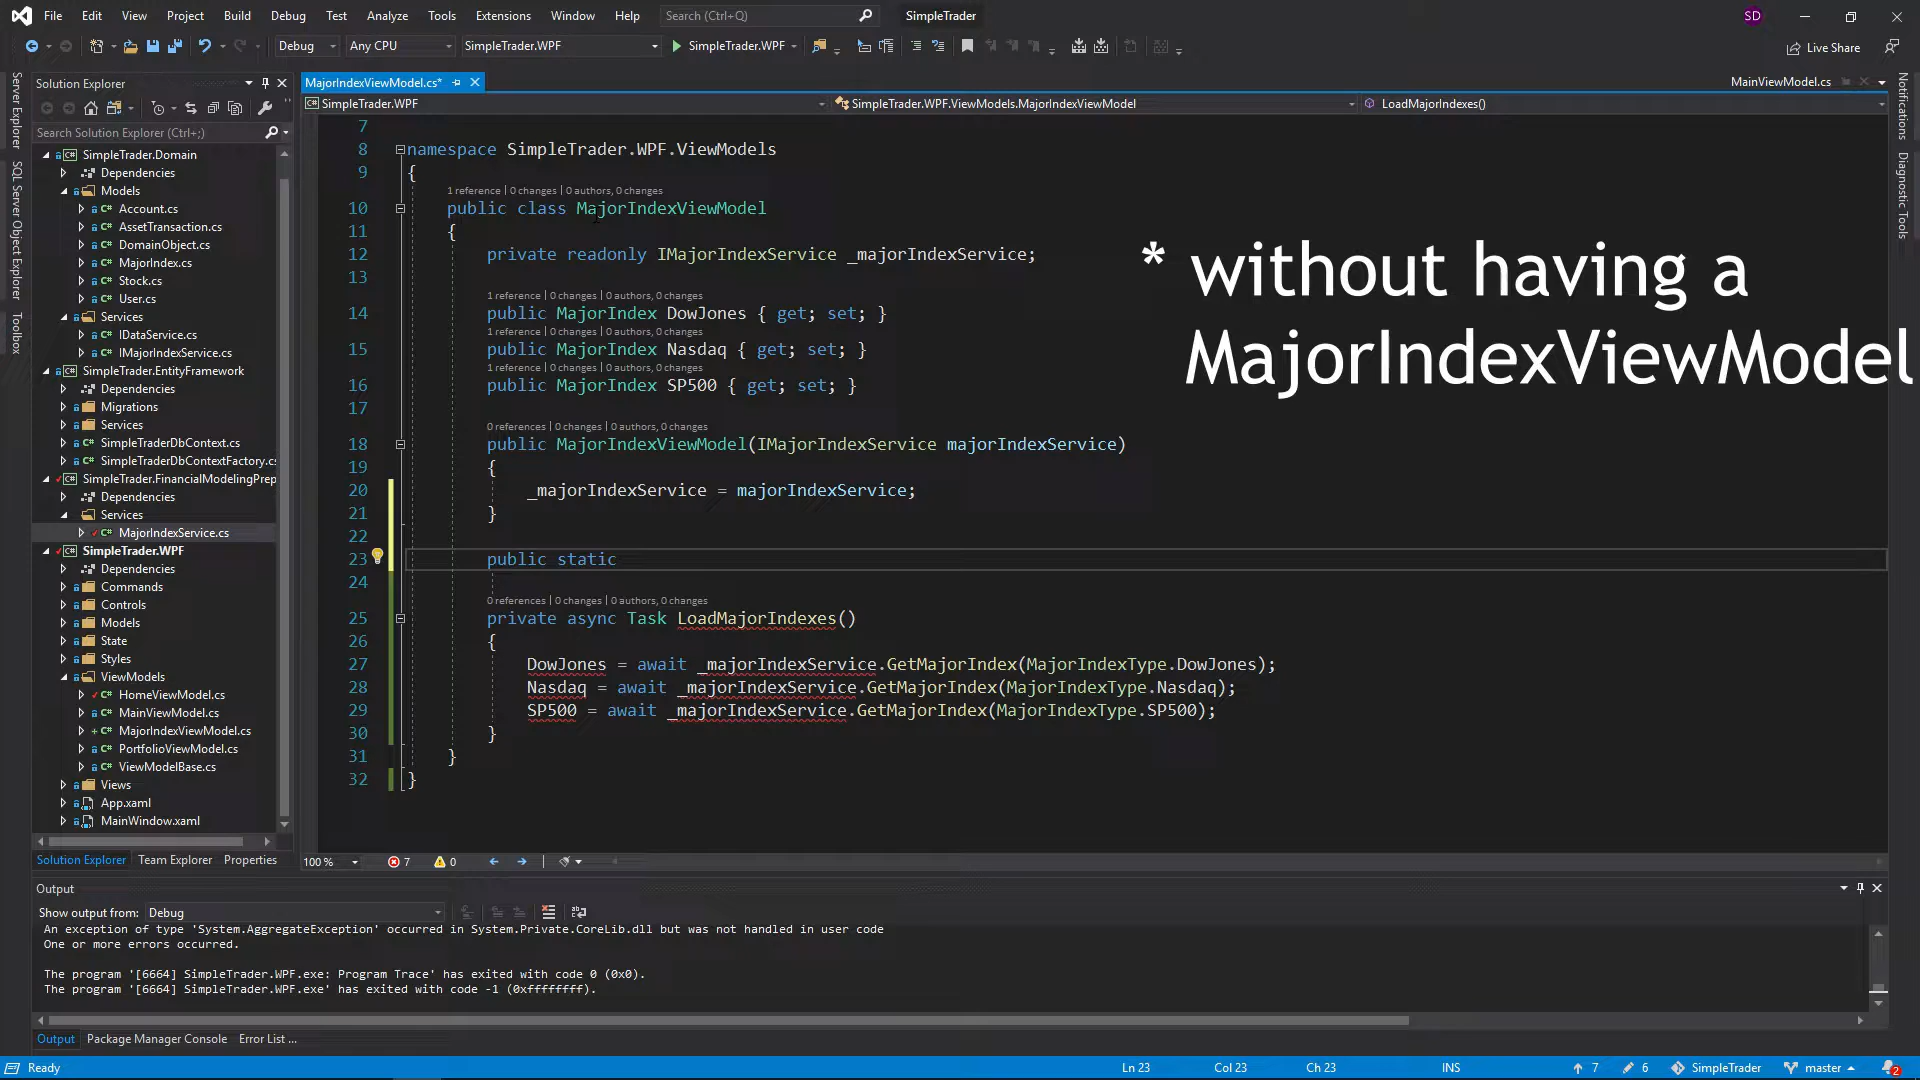 File Edit View Project Build Debug Test Analyze Tools Extensions Window Help Search (Ctrl+Q) SimpleTrader SD
Debug Any CPU SimpleTrader.WPF SimpleTrader.WPF Live Share
Server Explorer
SQL Server Object Explorer
Toolbox
Solution Explorer
Search Solution Explorer (Ctrl+;)
SimpleTrader.Domain
Dependencies
Models
Account.cs
AssetTransaction.cs
DomainObject.cs
MajorIndex.cs
Stock.cs
User.cs
Services
IDataService.cs
IMajorIndexService.cs
SimpleTrader.EntityFramework
Dependencies
Migrations
Services
SimpleTraderDbContext.cs
SimpleTraderDbContextFactory.cs
SimpleTrader.FinancialModelingPrep
Dependencies
Services
MajorIndexService.cs
SimpleTrader.WPF
Dependencies
Commands
Controls
Models
State
Styles
ViewModels
HomeViewModel.cs
MainViewModel.cs
MajorIndexViewModel.cs
PortfolioViewModel.cs
ViewModelBase.cs
Views
App.xaml
MainWindow.xaml
Solution Explorer Team Explorer Properties
MajorIndexViewModel.cs* MainViewModel.cs
SimpleTrader.WPF SimpleTrader.WPF.ViewModels.MajorIndexViewModel LoadMajorIndexes()
7
8 namespace SimpleTrader.WPF.ViewModels
9 {
1 reference | 0 changes | 0 authors, 0 changes
10 public class MajorIndexViewModel
11 {
12 private readonly IMajorIndexService _majorIndexService;
13
1 reference | 0 changes | 0 authors, 0 changes
14 public MajorIndex DowJones { get; set; }
1 reference | 0 changes | 0 authors, 0 changes
15 public MajorIndex Nasdaq { get; set; }
1 reference | 0 changes | 0 authors, 0 changes
16 public MajorIndex SP500 { get; set; }
17
0 references | 0 changes | 0 authors, 0 changes
18 public MajorIndexViewModel(IMajorIndexService majorIndexService)
19 {
20 _majorIndexService = majorIndexService;
21 }
22
23 public static
24
0 references | 0 changes | 0 authors, 0 changes
25 private async Task LoadMajorIndexes()
26 {
27 DowJones = await _majorIndexService.GetMajorIndex(MajorIndexType.DowJones);
28 Nasdaq = await _majorIndexService.GetMajorIndex(MajorIndexType.Nasdaq);
29 SP500 = await _majorIndexService.GetMajorIndex(MajorIndexType.SP500);
30 }
31 }
32 }
* without having a
MajorIndexViewModel
Notifications
Diagnostic Tools
100 % 7 0
Output
Show output from: Debug
An exception of type 'System.AggregateException' occurred in System.Private.CoreLib.dll but was not handled in user code
One or more errors occurred.
The program '[6664] SimpleTrader.WPF.exe: Program Trace' has exited with code 0 (0x0).
The program '[6664] SimpleTrader.WPF.exe' has exited with code -1 (0xffffffff).
Output Package Manager Console Error List ...
Ready Ln 23 Col 23 Ch 23 INS 7 6 SimpleTrader master 2